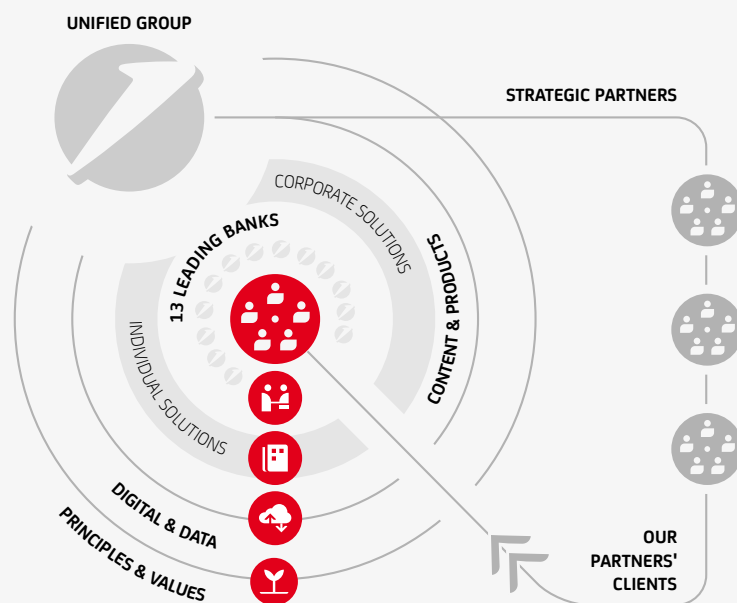 UNIFIED GROUP
STRATEGIC PARTNERS
CORPORATE SOLUTIONS
13 LEADING BANKS
CONTENT & PRODUCTS
INDIVIDUAL SOLUTIONS
DIGITAL & DATA
PRINCIPLES & VALUES
OUR
PARTNERS'
CLIENTS